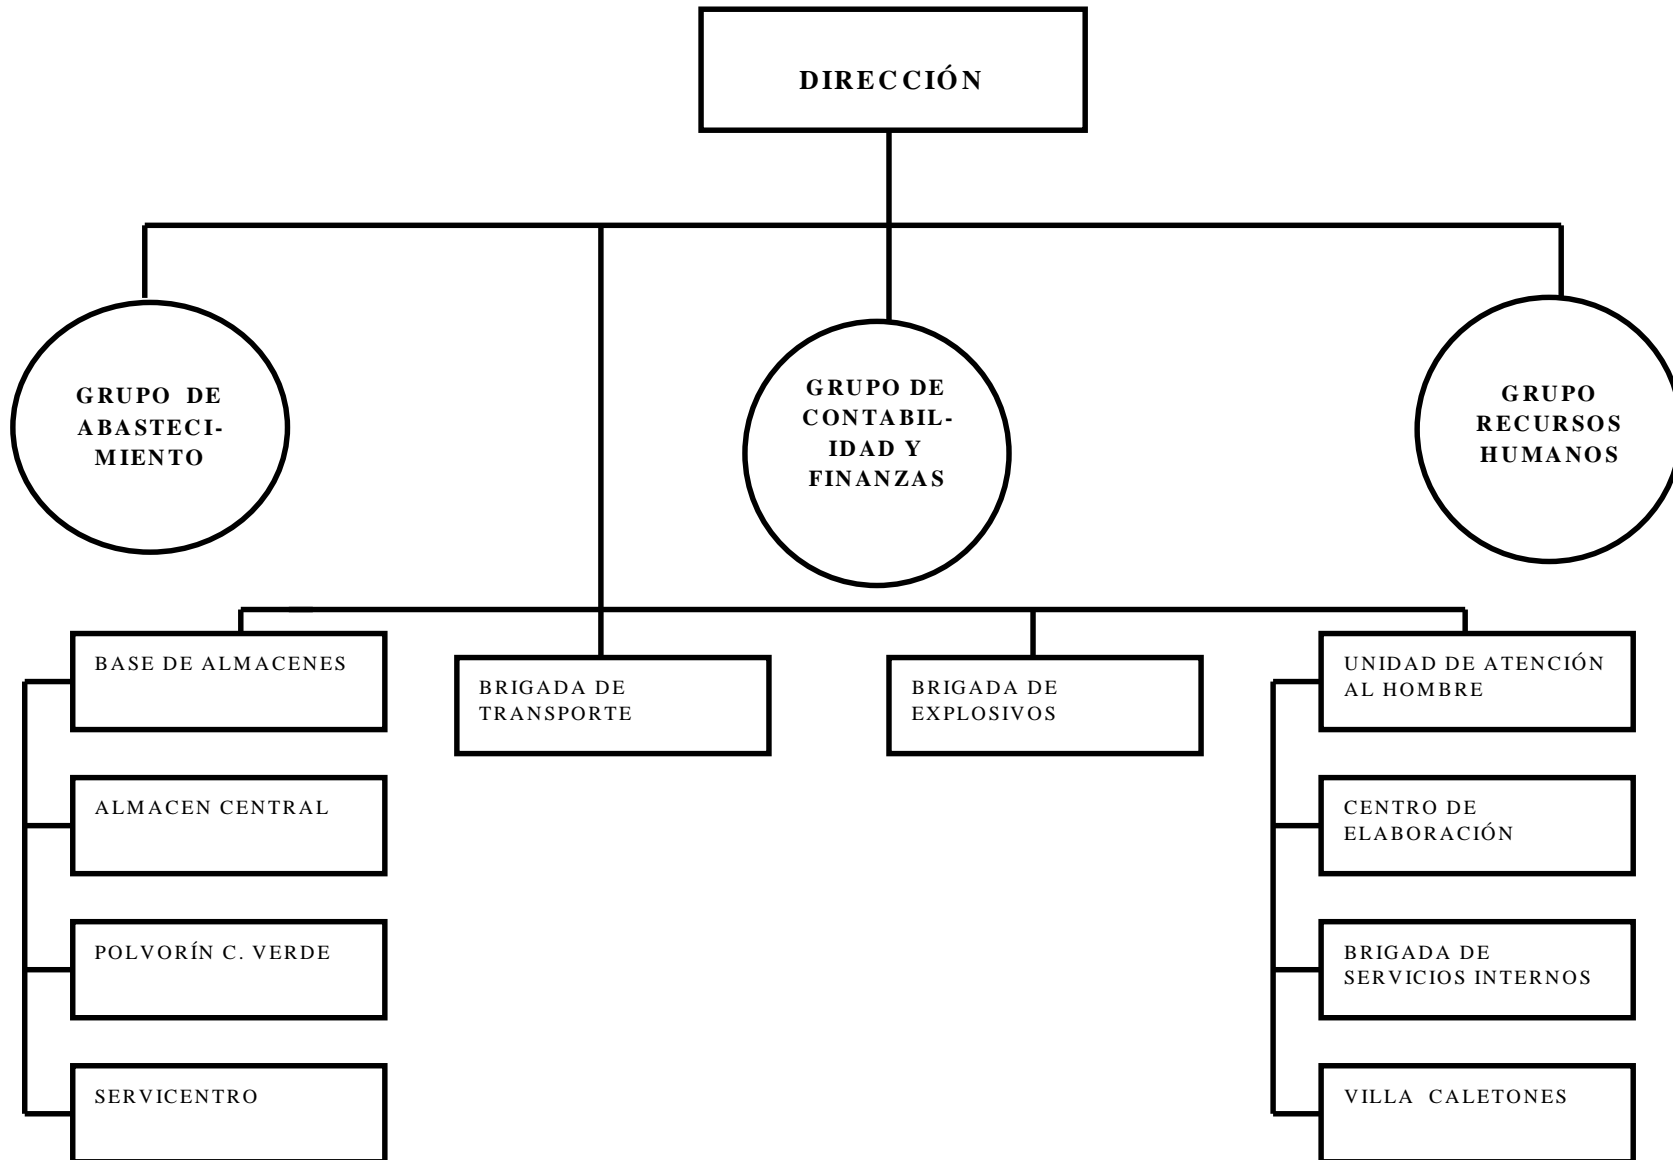 DIRECCIÓN
GRUPO DE
ABASTECI-
MIENTO
GRUPO DE
CONTABIL-
IDAD Y
FINANZAS
GRUPO
RECURSOS
HUMANOS
BASE DE ALMACENES
BRIGADA DE
TRANSPORTE
BRIGADA DE
EXPLOSIVOS
UNIDAD DE ATENCIÓN
AL HOMBRE
ALMACEN CENTRAL
CENTRO DE
ELABORACIÓN
POLVORÍN C. VERDE
BRIGADA DE
SERVICIOS INTERNOS
SERVICENTRO
VILLA CALETONES